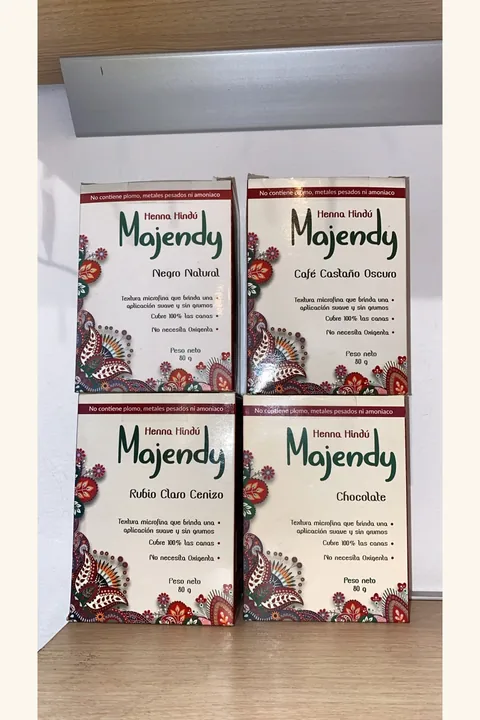 No contiene plomo, metales pesados ni amoniaco
Henna Hindú
Majendy
Negro Natural
Textura microfina que brinda una •
aplicación suave y sin grumos
Cubre 100% las canas •
No necesita Oxigenta •
Peso neto
80 g
No contiene plomo, metales pesados ni amoniaco
Henna Hindú
Majendy
Café Castaño Oscuro
Textura microfina que brinda una •
aplicación suave y sin grumos
Cubre 100% las canas •
No necesita Oxigenta •
Peso neto
80 g
No contiene plomo, metales pesados ni amoniaco
Henna Hindú
Majendy
Rubio Claro Cenizo
Textura microfina que brinda una •
aplicación suave y sin grumos
Cubre 100% las canas •
No necesita Oxigenta •
Peso neto
80 g
No contiene plomo, metales pesados ni amoniaco
Henna Hindú
Majendy
Chocolate
Textura microfina que brinda una •
aplicación suave y sin grumos
Cubre 100% las canas •
No necesita Oxigenta •
Peso neto
80 g